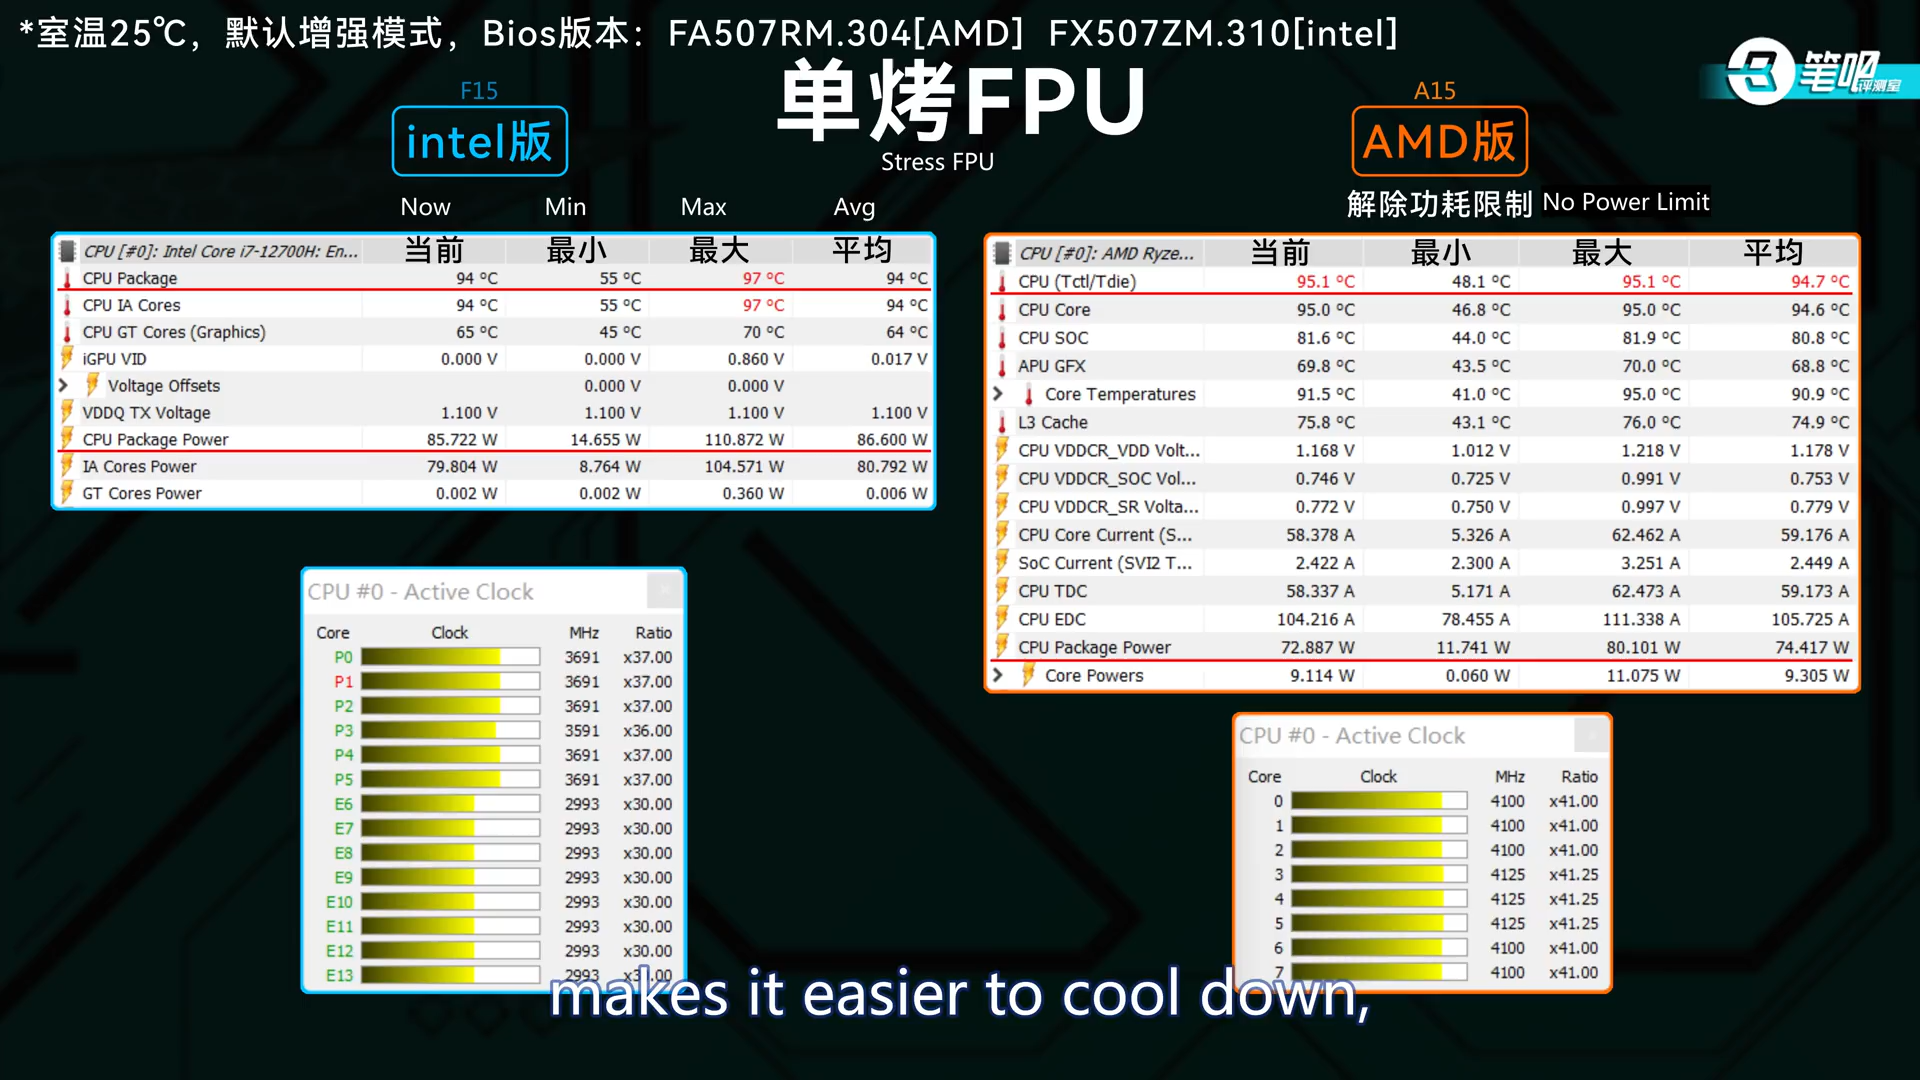 *室温25℃，默认增强模式，Bios版本：FA507RM.304[AMD] FX507ZM.310[intel]
笔吧评测室
F15
intel版
单烤FPU
Stress FPU
A15
AMD版
解除功耗限制 No Power Limit
Now Min Max Avg
CPU [#0]: Intel Core i7-12700H: En... 当前 最小 最大 平均
CPU Package 94 °C 55 °C 97 °C 94 °C
CPU IA Cores 94 °C 55 °C 97 °C 94 °C
CPU GT Cores (Graphics) 65 °C 45 °C 70 °C 64 °C
iGPU VID 0.000 V 0.000 V 0.860 V 0.017 V
Voltage Offsets 0.000 V 0.000 V
VDDQ TX Voltage 1.100 V 1.100 V 1.100 V 1.100 V
CPU Package Power 85.722 W 14.655 W 110.872 W 86.600 W
IA Cores Power 79.804 W 8.764 W 104.571 W 80.792 W
GT Cores Power 0.002 W 0.002 W 0.360 W 0.006 W
CPU [#0]: AMD Ryze... 当前 最小 最大 平均
CPU (Tctl/Tdie) 95.1 °C 48.1 °C 95.1 °C 94.7 °C
CPU Core 95.0 °C 46.8 °C 95.0 °C 94.6 °C
CPU SOC 81.6 °C 44.0 °C 81.9 °C 80.8 °C
APU GFX 69.8 °C 43.5 °C 70.0 °C 68.8 °C
Core Temperatures 91.5 °C 41.0 °C 95.0 °C 90.9 °C
L3 Cache 75.8 °C 43.1 °C 76.0 °C 74.9 °C
CPU VDDCR_VDD Volt... 1.168 V 1.012 V 1.218 V 1.178 V
CPU VDDCR_SOC Vol... 0.746 V 0.725 V 0.991 V 0.753 V
CPU VDDCR_SR Volta... 0.772 V 0.750 V 0.997 V 0.779 V
CPU Core Current (S... 58.378 A 5.326 A 62.462 A 59.176 A
SoC Current (SVI2 T... 2.422 A 2.300 A 3.251 A 2.449 A
CPU TDC 58.337 A 5.171 A 62.473 A 59.173 A
CPU EDC 104.216 A 78.455 A 111.338 A 105.725 A
CPU Package Power 72.887 W 11.741 W 80.101 W 74.417 W
Core Powers 9.114 W 0.060 W 11.075 W 9.305 W
CPU #0 - Active Clock
Core Clock MHz Ratio
P0 3691 x37.00
P1 3691 x37.00
P2 3691 x37.00
P3 3591 x36.00
P4 3691 x37.00
P5 3691 x37.00
E6 2993 x30.00
E7 2993 x30.00
E8 2993 x30.00
E9 2993 x30.00
E10 2993 x30.00
E11 2993 x30.00
E12 2993 x30.00
E13 2993 x30.00
CPU #0 - Active Clock
Core Clock MHz Ratio
0 4100 x41.00
1 4100 x41.00
2 4100 x41.00
3 4125 x41.25
4 4125 x41.25
5 4125 x41.25
6 4100 x41.00
7 4100 x41.00
makes it easier to cool down,